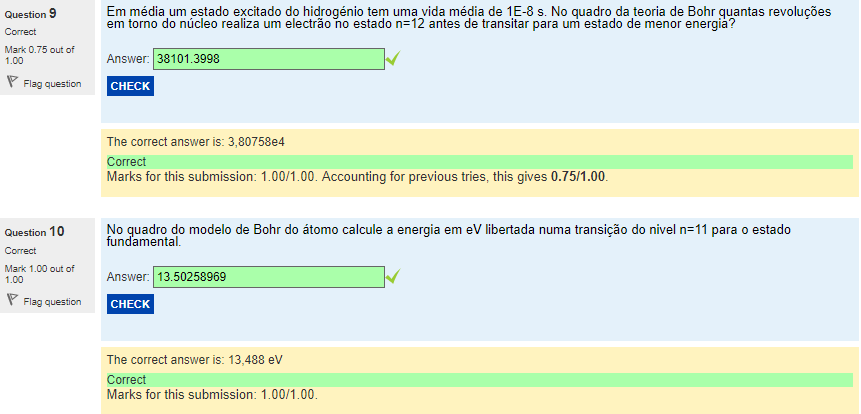 Question 9
Correct
Mark 0.75 out of
1.00
Flag question
Em média um estado excitado do hidrogénio tem uma vida média de 1E-8 s. No quadro da teoria de Bohr quantas revoluções
em torno do núcleo realiza um electrão no estado n=12 antes de transitar para um estado de menor energia?
Answer: 38101.3998
CHECK
The correct answer is: 3,80758e4
Correct
Marks for this submission: 1.00/1.00. Accounting for previous tries, this gives 0.75/1.00.
Question 10
Correct
Mark 1.00 out of
1.00
Flag question
No quadro do modelo de Bohr do átomo calcule a energia em eV libertada numa transição do nivel n=11 para o estado
fundamental.
Answer: 13.50258969
CHECK
The correct answer is: 13,488 eV
Correct
Marks for this submission: 1.00/1.00.